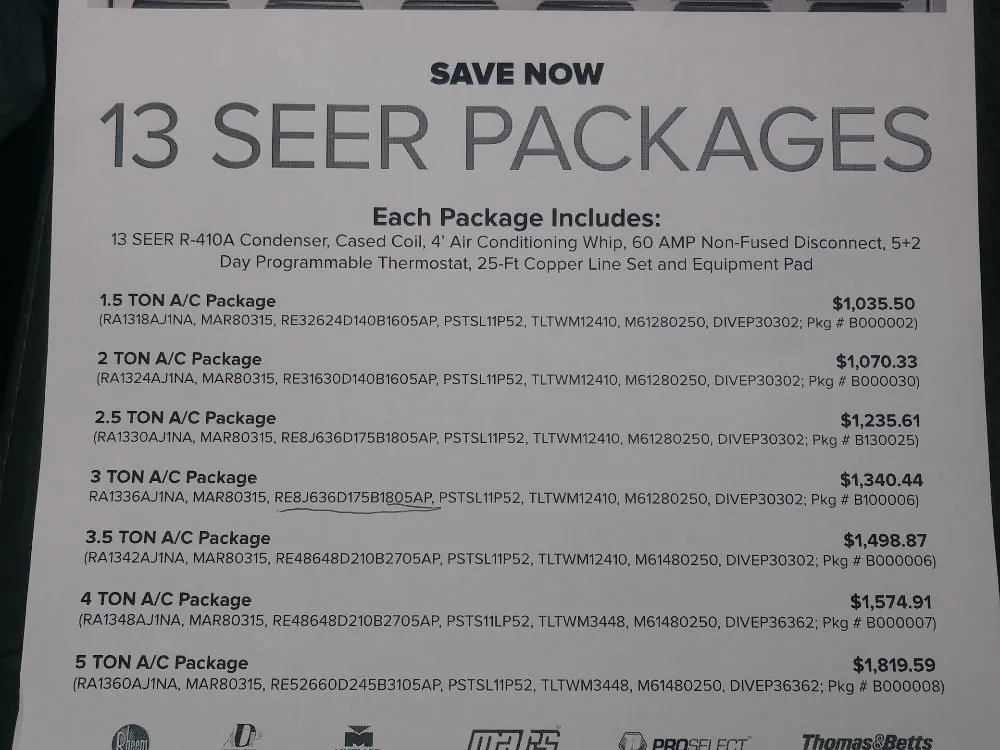 SAVE NOW
13 SEER PACKAGES
Each Package Includes:
13 SEER R-410A Condenser, Cased Coil, 4' Air Conditioning Whip, 60 AMP Non-Fused Disconnect, 5+2
Day Programmable Thermostat, 25-Ft Copper Line Set and Equipment Pad
1.5 TON A/C Package $1,035.50
(RA1318AJ1NA, MAR80315, RE32624D140B1605AP, PSTSL11P52, TLTWM12410, M61280250, DIVEP30302; Pkg # B000002)
2 TON A/C Package $1,070.33
(RA1324AJ1NA, MAR80315, RE31630D140B1605AP, PSTSL11P52, TLTWM12410, M61280250, DIVEP30302; Pkg # B000030)
2.5 TON A/C Package $1,235.61
(RA1330AJ1NA, MAR80315, RE8J636D175B1805AP, PSTSL11P52, TLTWM12410, M61280250, DIVEP30302; Pkg # B130025)
3 TON A/C Package $1,340.44
RA1336AJ1NA, MAR80315, RE8J636D175B1805AP, PSTSL11P52, TLTWM12410, M61280250, DIVEP30302; Pkg # B100006)
3.5 TON A/C Package $1,498.87
(RA1342AJ1NA, MAR80315, RE48648D210B2705AP, PSTSL11P52, TLTWM12410, M61480250, DIVEP30302; Pkg # B000006)
4 TON A/C Package $1,574.91
(RA1348AJ1NA, MAR80315, RE48648D210B2705AP, PSTS11LP52, TLTWM3448, M61480250, DIVEP36362; Pkg # B000007)
5 TON A/C Package $1,819.59
(RA1360AJ1NA, MAR80315, RE52660D245B3105AP, PSTSL11P52, TLTWM3448, M61480250, DIVEP36362; Pkg # B000008)
Rheem MARS PROSELECT Thomas&Betts